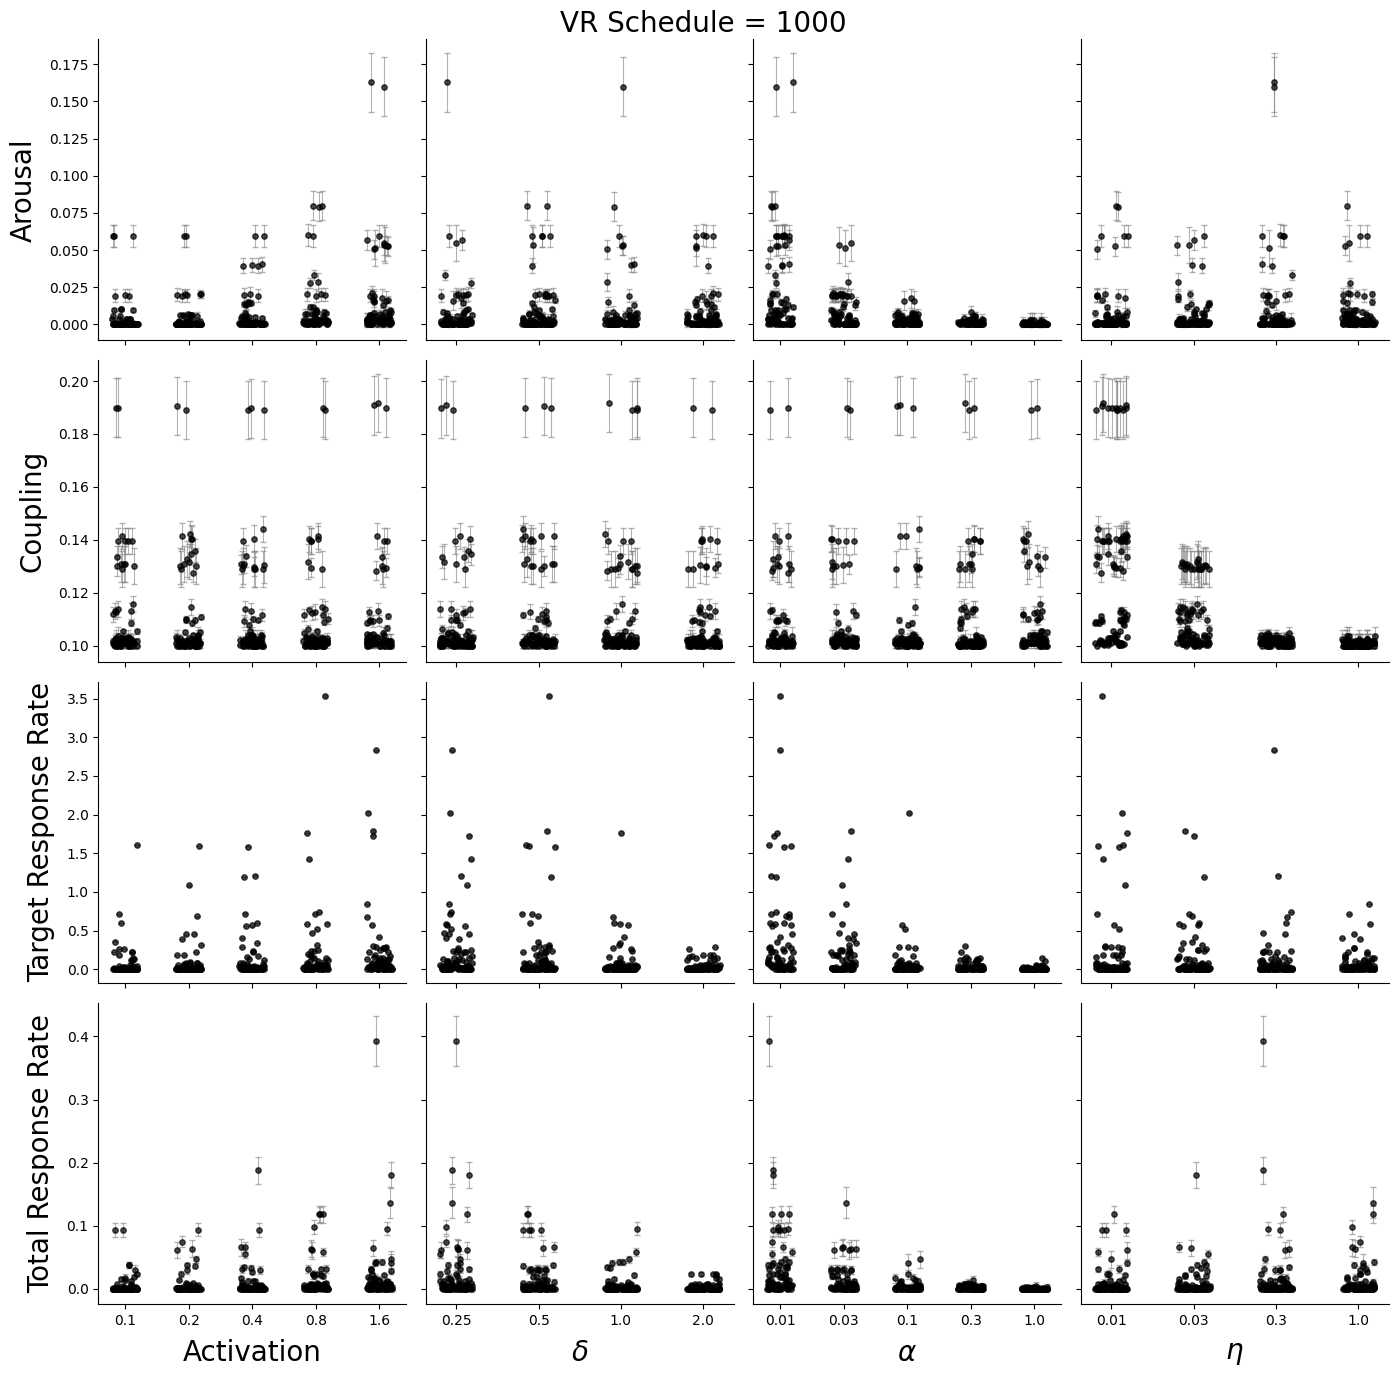 VR Schedule = 1000
Arousal
0.175
0.150
0.125
0.100
0.075
0.050
0.025
0.000
Coupling
0.20
0.18
0.16
0.14
0.12
0.10
Target Response Rate
3.5
3.0
2.5
2.0
1.5
1.0
0.5
0.0
Total Response Rate
0.4
0.3
0.2
0.1
0.0
0.1 0.2 0.4 0.8 1.6
Activation
0.25 0.5 1.0 2.0
δ
0.01 0.03 0.1 0.3 1.0
α
0.01 0.03 0.3 1.0
η